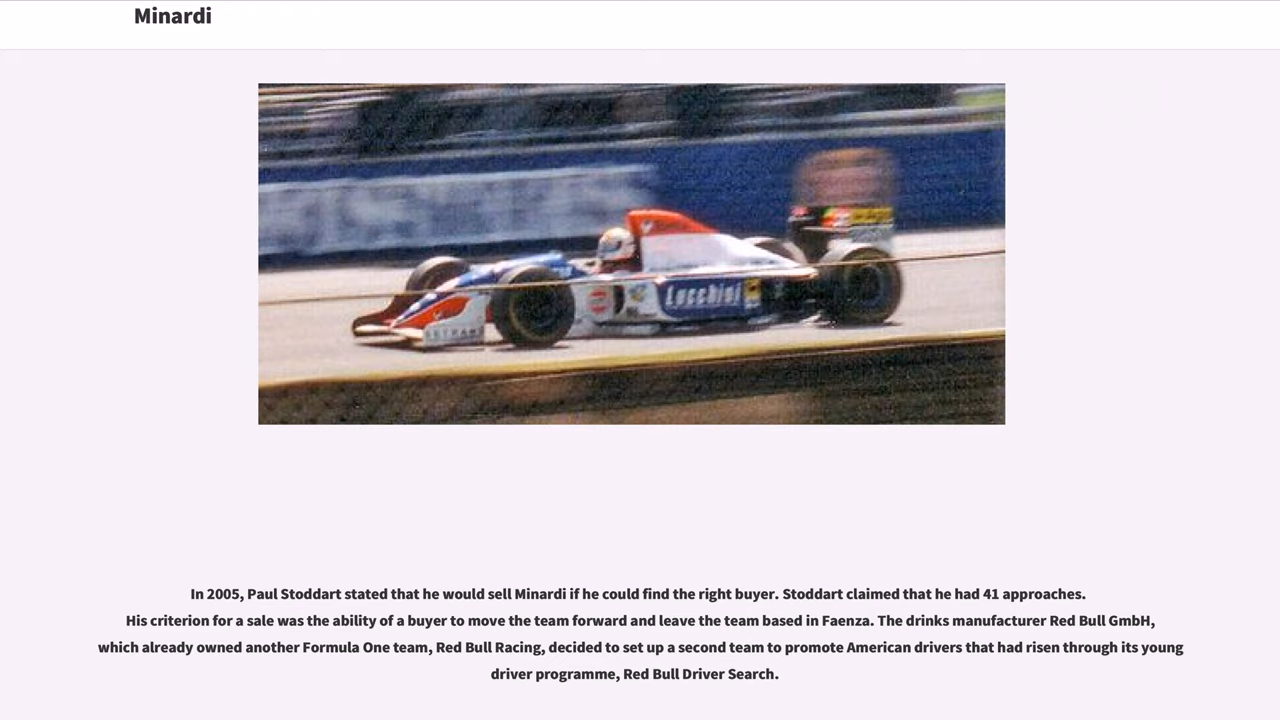 Minardi
Lucchini
In 2005, Paul Stoddart stated that he would sell Minardi if he could find the right buyer. Stoddart claimed that he had 41 approaches.
His criterion for a sale was the ability of a buyer to move the team forward and leave the team based in Faenza. The drinks manufacturer Red Bull GmbH,
which already owned another Formula One team, Red Bull Racing, decided to set up a second team to promote American drivers that had risen through its young
driver programme, Red Bull Driver Search.